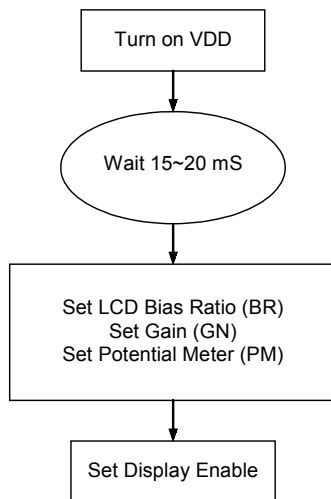 Turn on VDD
Wait 15~20 mS
Set LCD Bias Ratio (BR)
Set Gain (GN)
Set Potential Meter (PM)
Set Display Enable